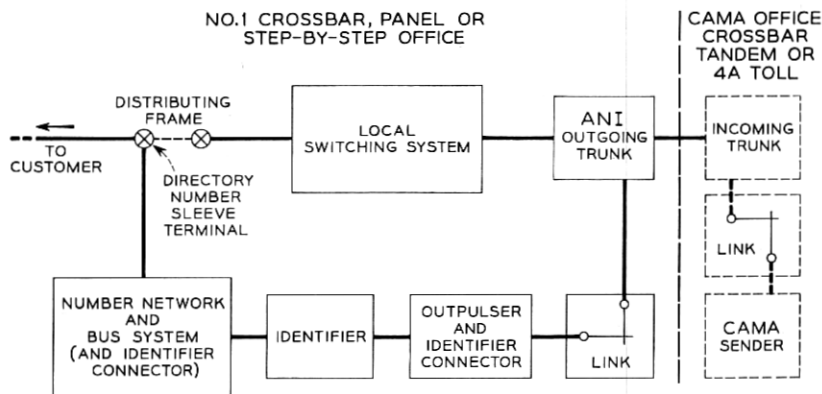 NO.1 CROSSBAR, PANEL OR
STEP-BY-STEP OFFICE
CAMA OFFICE
CROSSBAR
TANDEM OR
4A TOLL
DISTRIBUTING
FRAME
TO
CUSTOMER
DIRECTORY
NUMBER
SLEEVE
TERMINAL
LOCAL
SWITCHING SYSTEM
ANI
OUTGOING
TRUNK
INCOMING
TRUNK
LINK
CAMA
SENDER
NUMBER NETWORK
AND
BUS SYSTEM
(AND IDENTIFIER
CONNECTOR)
IDENTIFIER
OUTPULSER
AND
IDENTIFIER
CONNECTOR
LINK